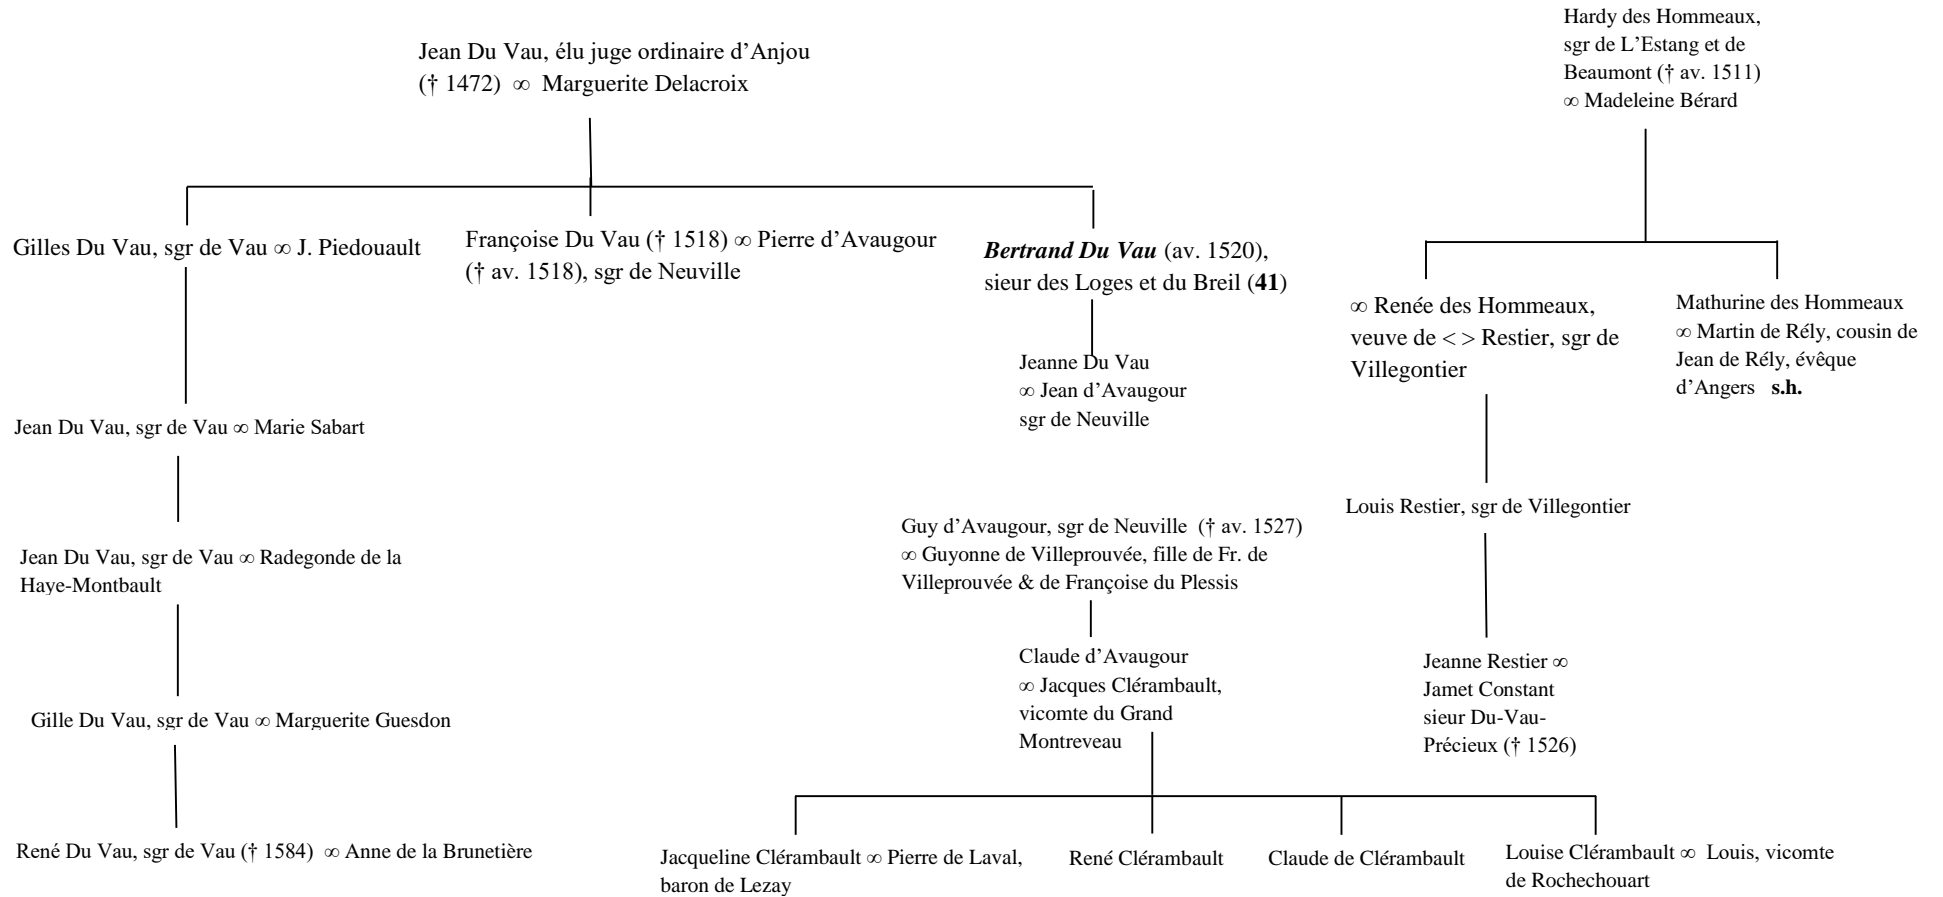 Hardy des Hommeaux,
sgr de L’Estang et de
Beaumont († av. 1511)
∞ Madeleine Bérard
Jean Du Vau, élu juge ordinaire d’Anjou
(† 1472) ∞ Marguerite Delacroix
Gilles Du Vau, sgr de Vau ∞ J. Piedouault
Françoise Du Vau († 1518) ∞ Pierre d’Avaugour
(† av. 1518), sgr de Neuville
Bertrand Du Vau (av. 1520),
sieur des Loges et du Breil (41)
∞ Renée des Hommeaux,
veuve de < > Restier, sgr de
Villegontier
Mathurine des Hommeaux
∞ Martin de Rély, cousin de
Jean de Rély, évêque
d’Angers s.h.
Jeanne Du Vau
∞ Jean d’Avaugour
sgr de Neuville
Jean Du Vau, sgr de Vau ∞ Marie Sabart
Louis Restier, sgr de Villegontier
Guy d’Avaugour, sgr de Neuville († av. 1527)
∞ Guyonne de Villeprouvée, fille de Fr. de
Villeprouvée & de Françoise du Plessis
Jean Du Vau, sgr de Vau ∞ Radegonde de la
Haye-Montbault
Claude d’Avaugour
∞ Jacques Clérambault,
vicomte du Grand
Montreveau
Jeanne Restier ∞
Jamet Constant
sieur Du-Vau-
Précieux († 1526)
Gille Du Vau, sgr de Vau ∞ Marguerite Guesdon
René Du Vau, sgr de Vau († 1584) ∞ Anne de la Brunetière
Jacqueline Clérambault ∞ Pierre de Laval,
baron de Lezay
René Clérambault
Claude de Clérambault
Louise Clérambault ∞ Louis, vicomte
de Rochechouart